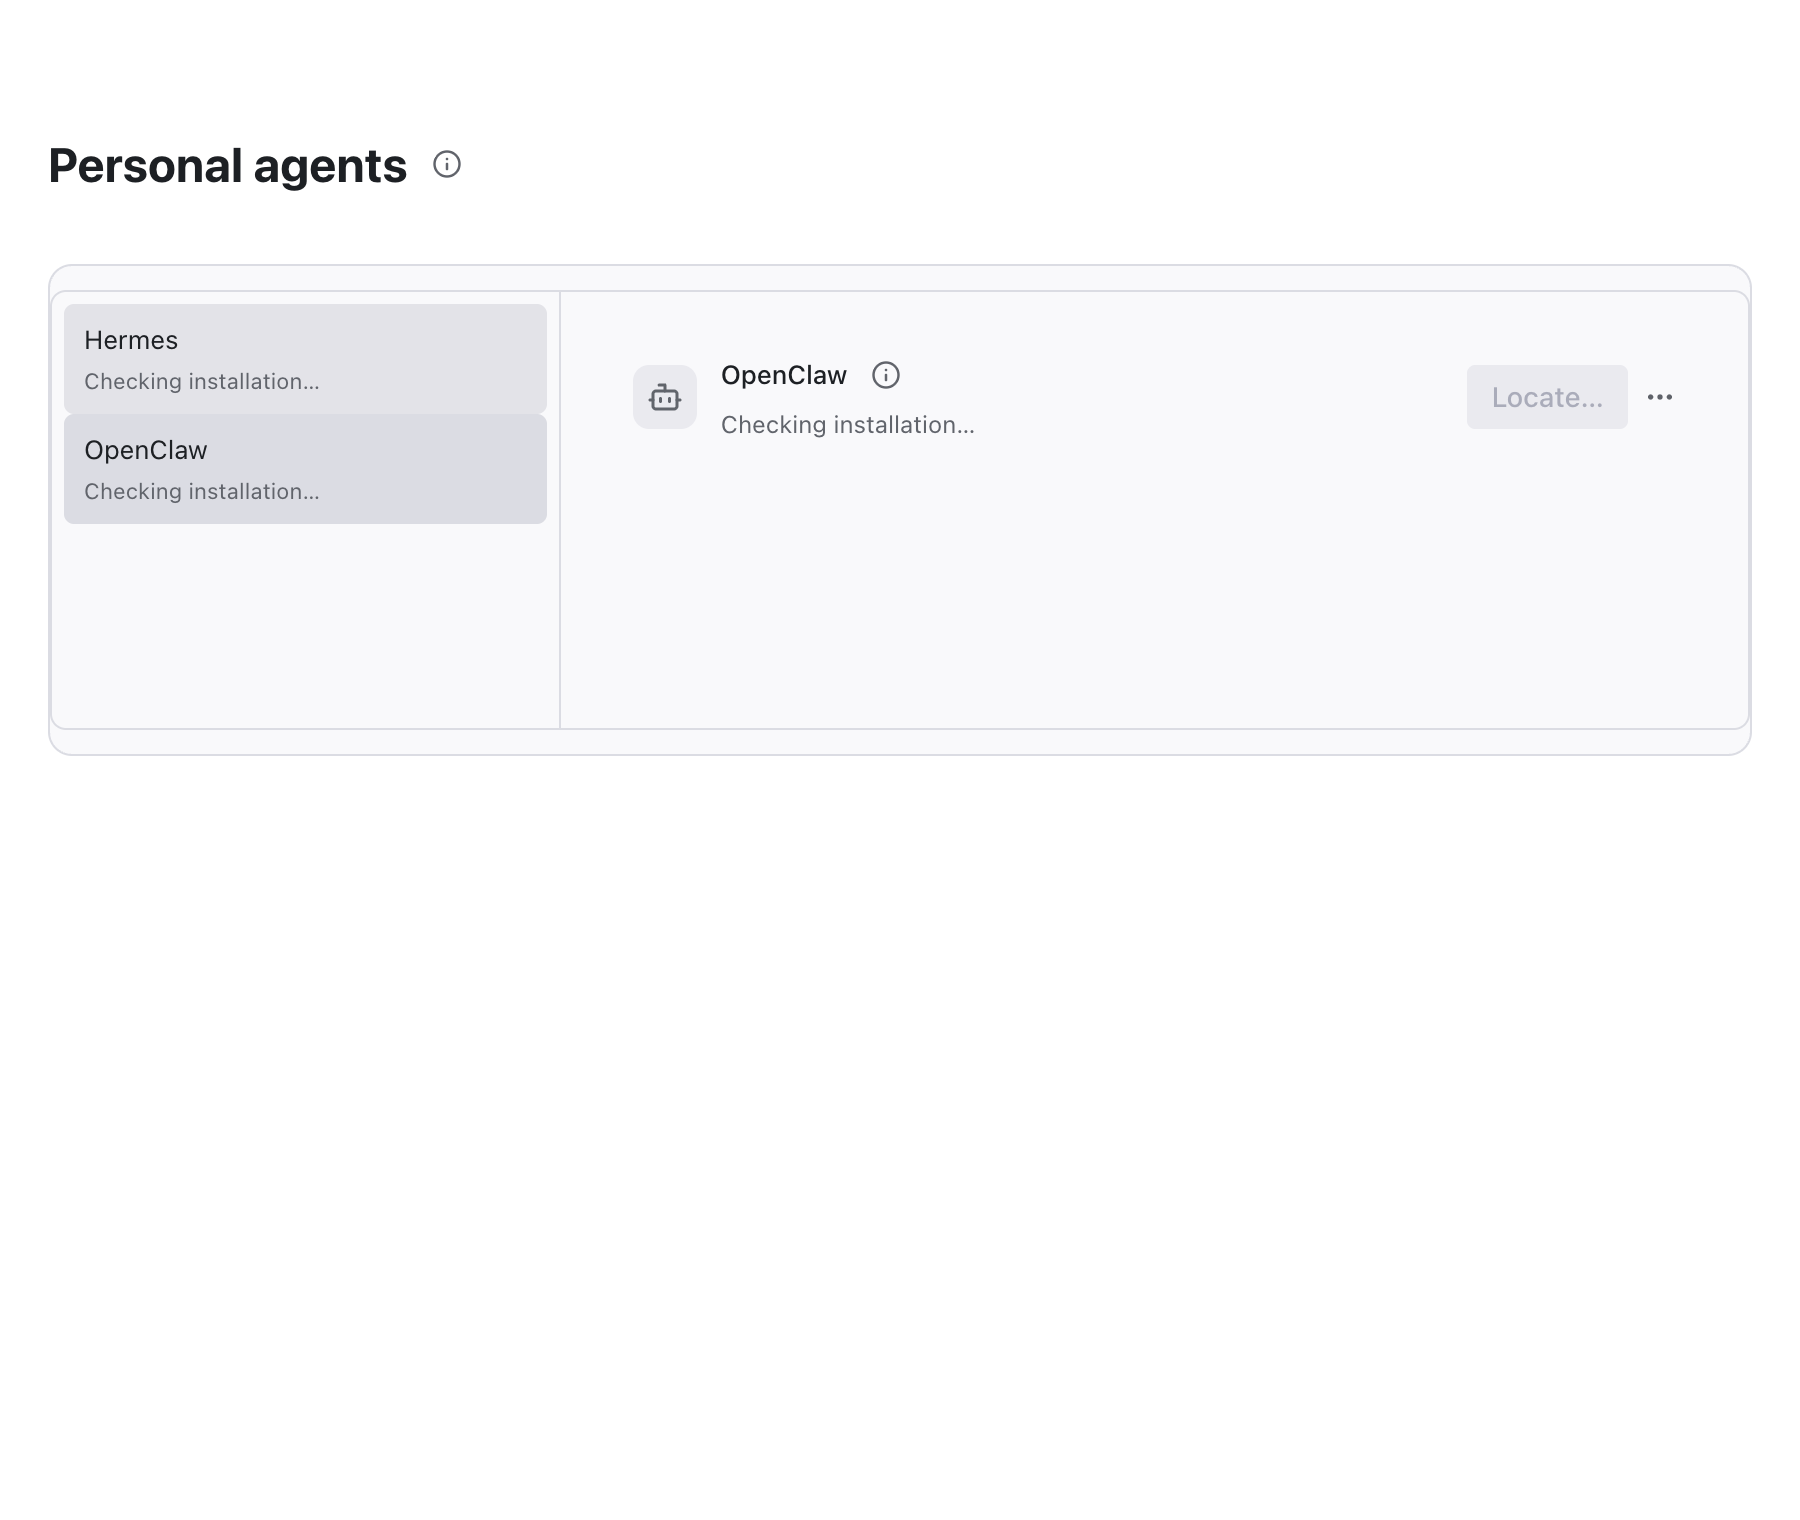 Personal agents
Hermes
Checking installation...
OpenClaw
Checking installation...
OpenClaw
Checking installation...
Locate...